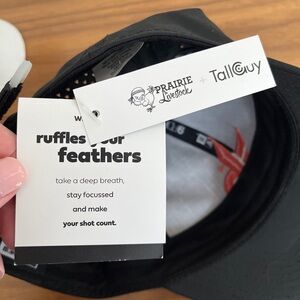 PRAIRIE
Livestock
+ TallGuy
w
ruffles your
feathers
take a deep breath,
stay focussed
and make
your shot count.